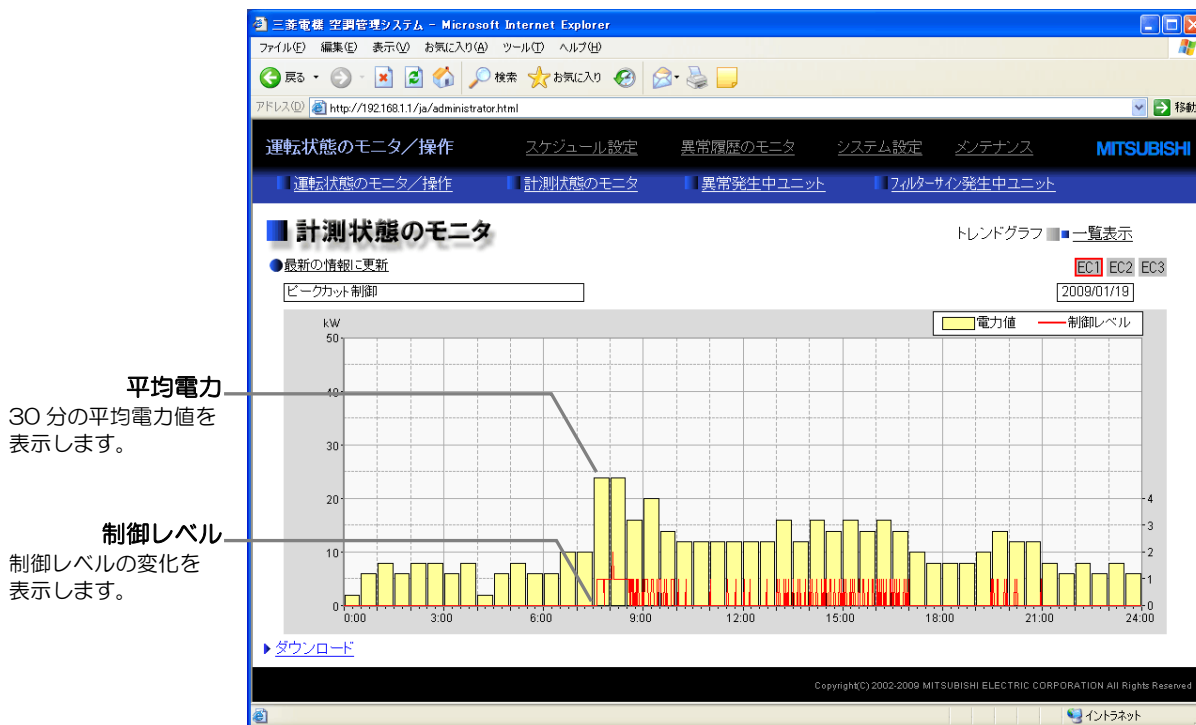 三菱電機 空調管理システム - Microsoft Internet Explorer
ファイル(F) 編集(E) 表示(V) お気に入り(A) ツール(T) ヘルプ(H)
戻る 検索 お気に入り
アドレス(D) http://192.168.1.1/ja/administrator.html 移動
運転状態のモニタ／操作 スケジュール設定 異常履歴のモニタ システム設定 メンテナンス MITSUBISHI
運転状態のモニタ／操作 計測状態のモニタ 異常発生中ユニット フィルターサイン発生中ユニット
計測状態のモニタ
トレンドグラフ 一覧表示
最新の情報に更新
EC1 EC2 EC3
ピークカット制御
2009/01/19
kW
電力値 制御レベル
50
40
30
20 4
3
10 2
1
0 0
0:00 3:00 6:00 9:00 12:00 15:00 18:00 21:00 24:00
平均電力
30 分の平均電力値を
表示します。
制御レベル
制御レベルの変化を
表示します。
ダウンロード
Copyright(C) 2002-2009 MITSUBISHI ELECTRIC CORPORATION All Rights Reserved
イントラネット